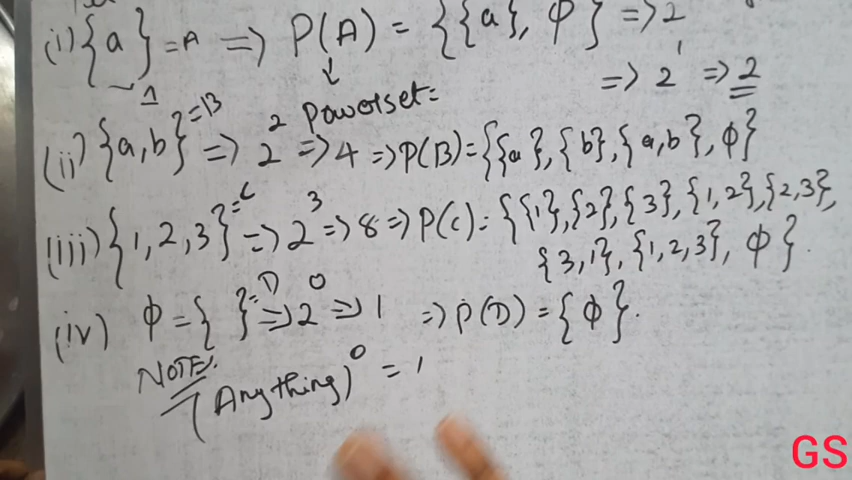 (i) {a} = A => P(A) = {{a}, Φ} => 2
1 => 2¹ => 2
Powerset:
(ii) {a,b} = B => 2² => 4 => P(B) = {{a}, {b}, {a,b}, Φ}
(iii) {1,2,3} = C => 2³ => 8 => P(C) = {{1}, {2}, {3}, {1,2}, {2,3},
{3,1}, {1,2,3}, Φ}.
(iv) Φ = { } = D => 2⁰ => 1 => P(D) = {Φ}.
NOTE:
(Anything)⁰ = 1
GS